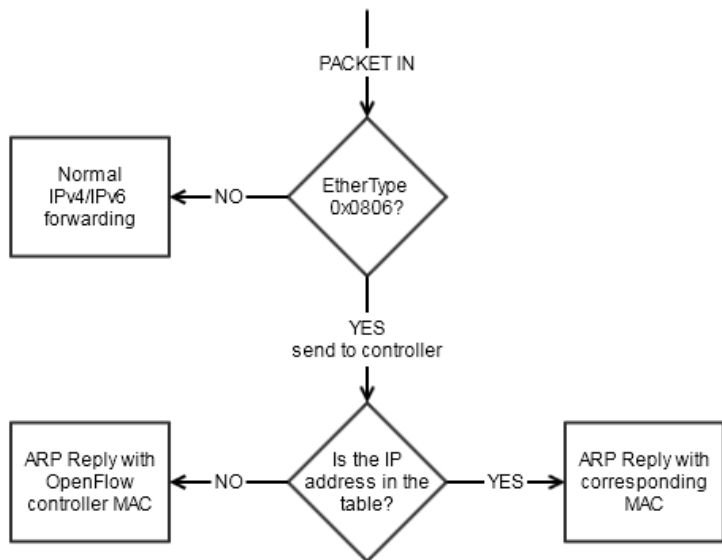 PACKET IN
Normal
IPv4/IPv6
forwarding
NO
EtherType
0x0806?
YES
send to controller
ARP Reply with
OpenFlow
controller MAC
NO
Is the IP
address in the
table?
YES
ARP Reply with
corresponding
MAC